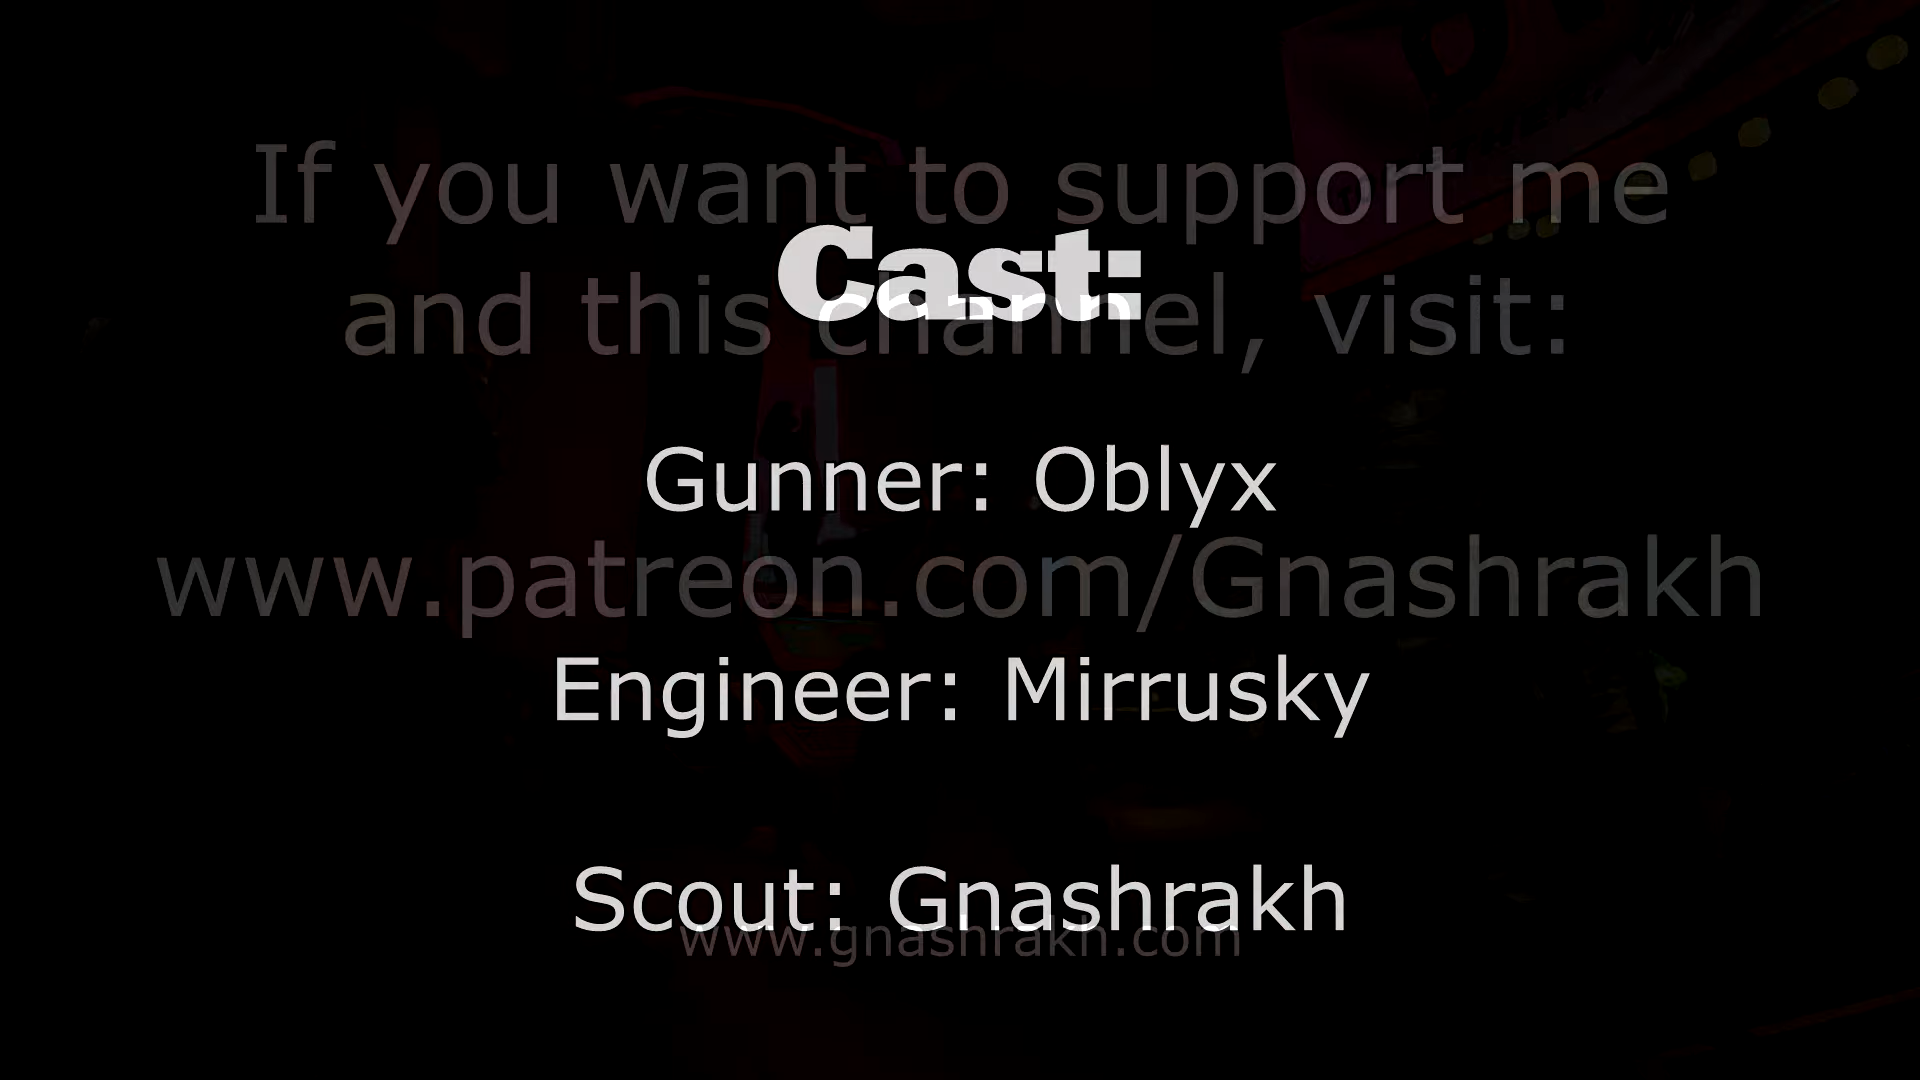 If you want to support me
Cast:
and this channel, visit:
Gunner: Oblyx
www.patreon.com/Gnashrakh
Engineer: Mirrusky
Scout: Gnashrakh
www.gnashrakh.com